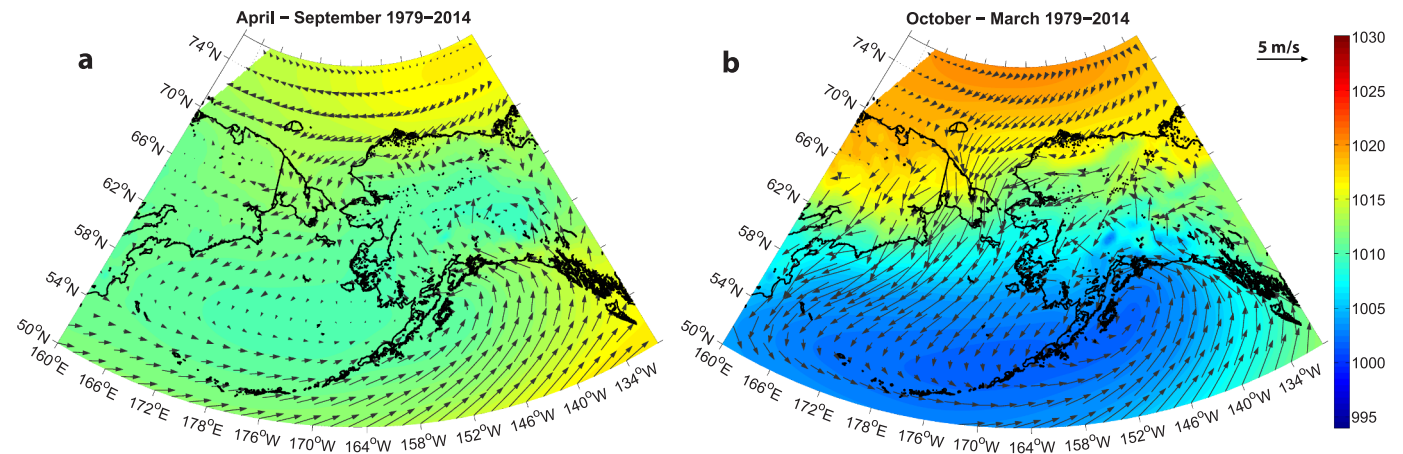 April − September 1979−2014
October − March 1979−2014
a
b
5 m/s
74°N
70°N
66°N
62°N
58°N
54°N
50°N
160°E
166°E
172°E
178°E
176°W
170°W
164°W
158°W
152°W
146°W
140°W
134°W
74°N
70°N
66°N
62°N
58°N
54°N
50°N
160°E
166°E
172°E
178°E
176°W
170°W
164°W
158°W
152°W
146°W
140°W
134°W
1030
1025
1020
1015
1010
1005
1000
995